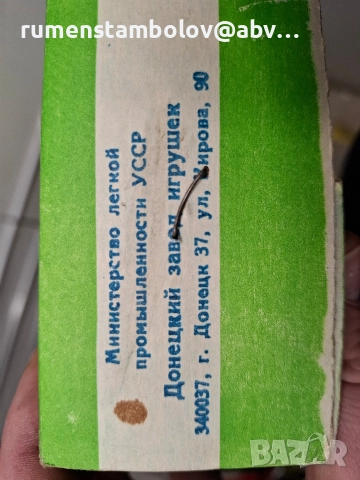 rumenstambolov@abv...
Министерство легкой
промышленности УССР
Донецкий завод игрушек
340037, г. Донецк 37, ул, Кирова, 90
BAZAR